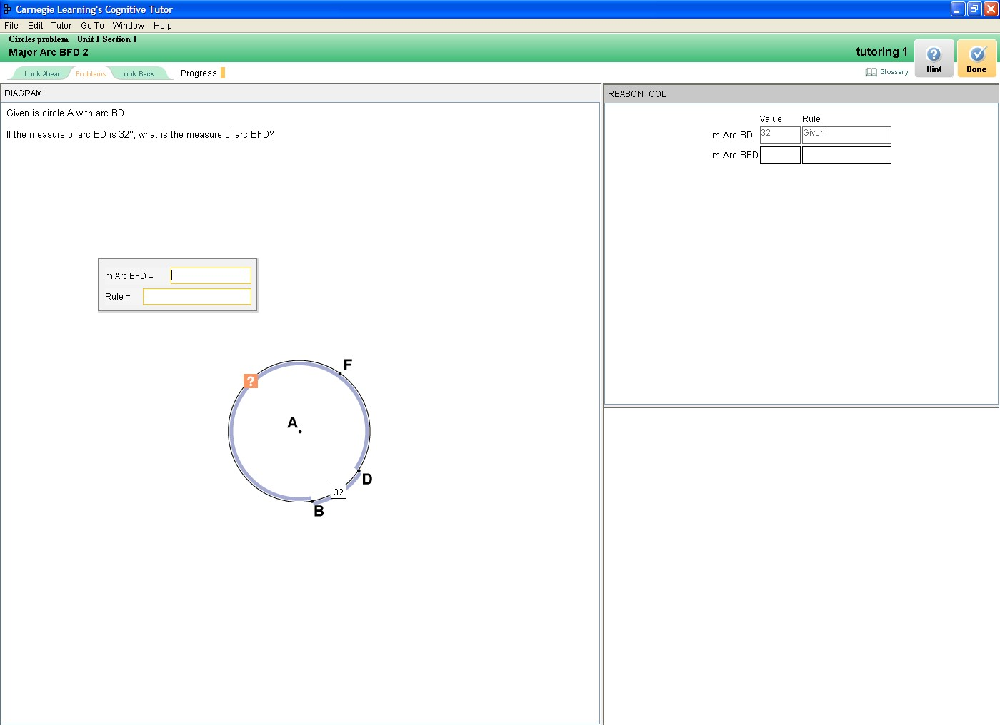 Carnegie Learning's Cognitive Tutor
File Edit Tutor Go To Window Help
Circles problem Unit 1 Section 1
Major Arc BFD 2
tutoring 1
Hint
Done
Look Ahead Problems Look Back Progress
Glossary
DIAGRAM
Given is circle A with arc BD.
If the measure of arc BD is 32°, what is the measure of arc BFD?
m Arc BFD =
Rule =
F
?
A
D
32
B
REASONTOOL
Value Rule
m Arc BD 32 Given
m Arc BFD